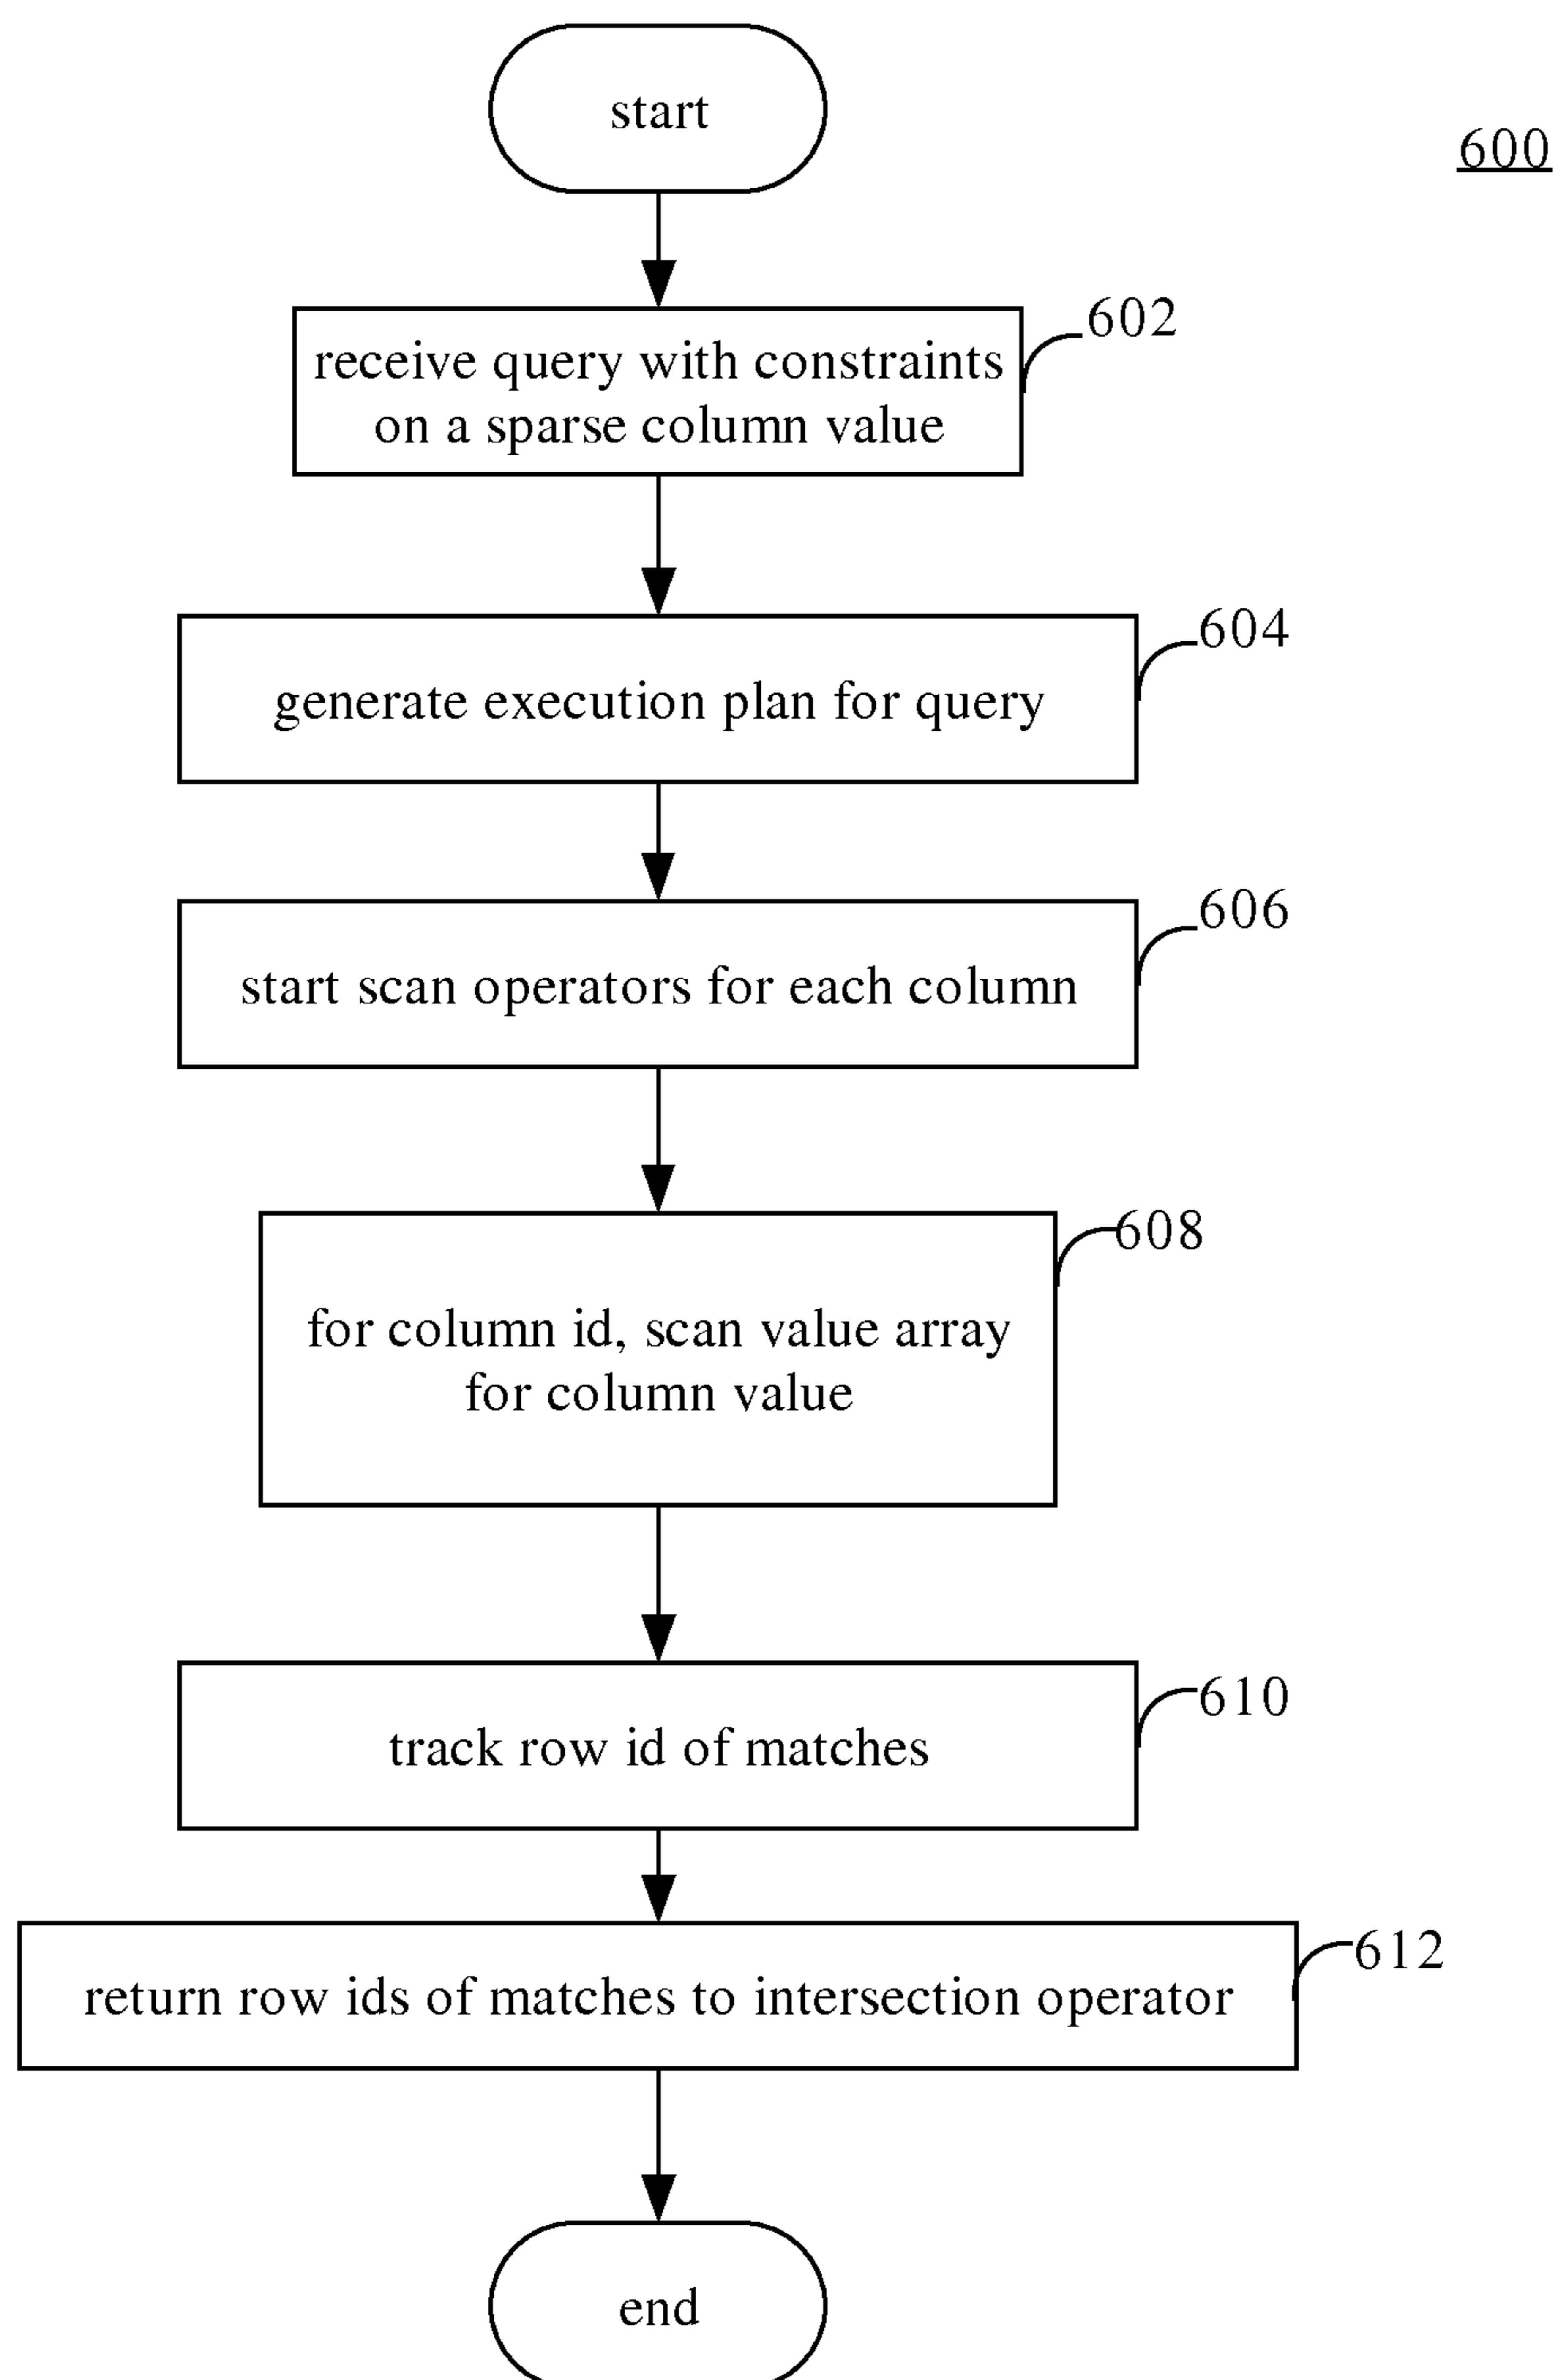 start
600
602
receive query with constraints
on a sparse column value
604
generate execution plan for query
606
start scan operators for each column
608
for column id, scan value array
for column value
610
track row id of matches
612
return row ids of matches to intersection operator
end